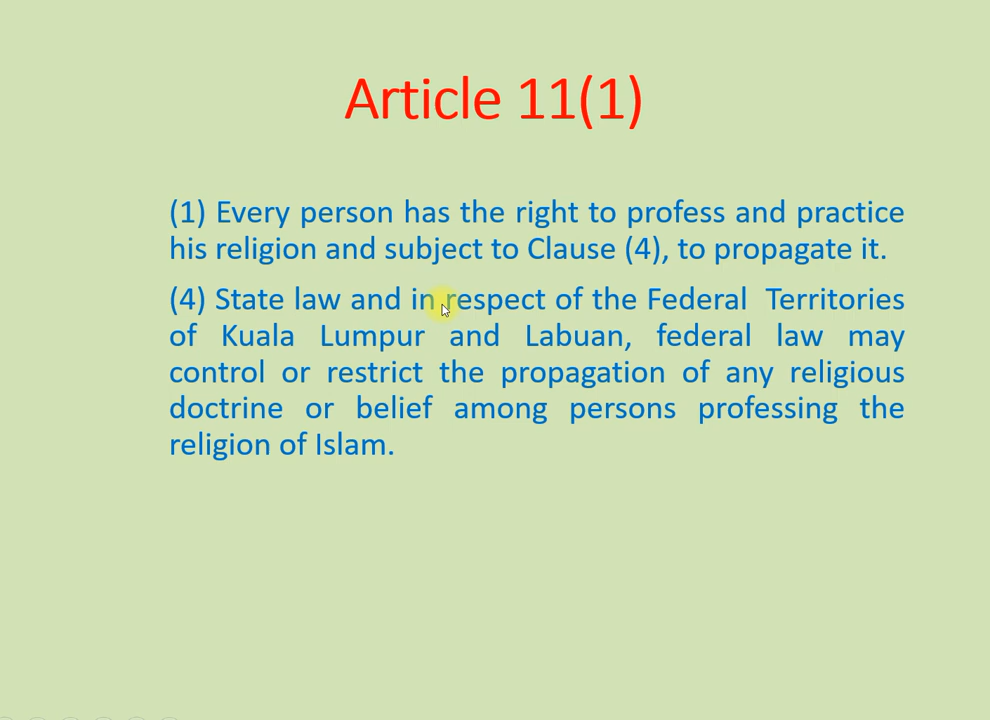 Article 11(1)
(1) Every person has the right to profess and practice
his religion and subject to Clause (4), to propagate it.
(4) State law and in respect of the Federal Territories
of Kuala Lumpur and Labuan, federal law may
control or restrict the propagation of any religious
doctrine or belief among persons professing the
religion of Islam.